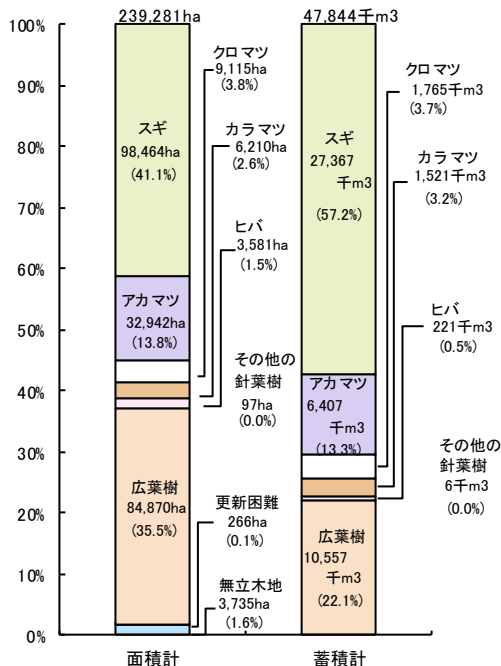 239,281ha
47,844千m3
100%
90%
80%
70%
60%
50%
40%
30%
20%
10%
0%
スギ
98,464ha
(41.1%)
アカマツ
32,942ha
(13.8%)
広葉樹
84,870ha
(35.5%)
クロマツ
9,115ha
(3.8%)
カラマツ
6,210ha
(2.6%)
ヒバ
3,581ha
(1.5%)
その他の
針葉樹
97ha
(0.0%)
更新困難
266ha
(0.1%)
無立木地
3,735ha
(1.6%)
スギ
27,367
千m3
(57.2%)
アカマツ
6,407
千m3
(13.3%)
広葉樹
10,557
千m3
(22.1%)
クロマツ
1,765千m3
(3.7%)
カラマツ
1,521千m3
(3.2%)
ヒバ
221千m3
(0.5%)
その他の
針葉樹
6千m3
(0.0%)
面積計
蓄積計